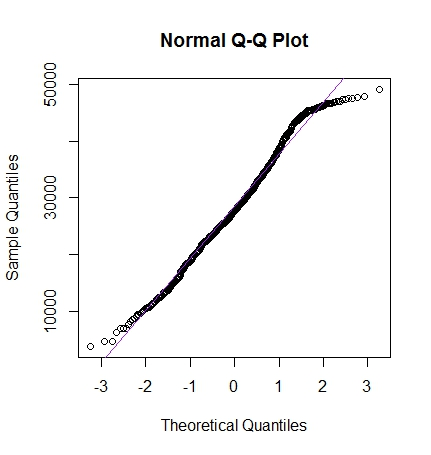 Normal Q-Q Plot
50000
30000
10000
Sample Quantiles
-3 -2 -1 0 1 2 3
Theoretical Quantiles